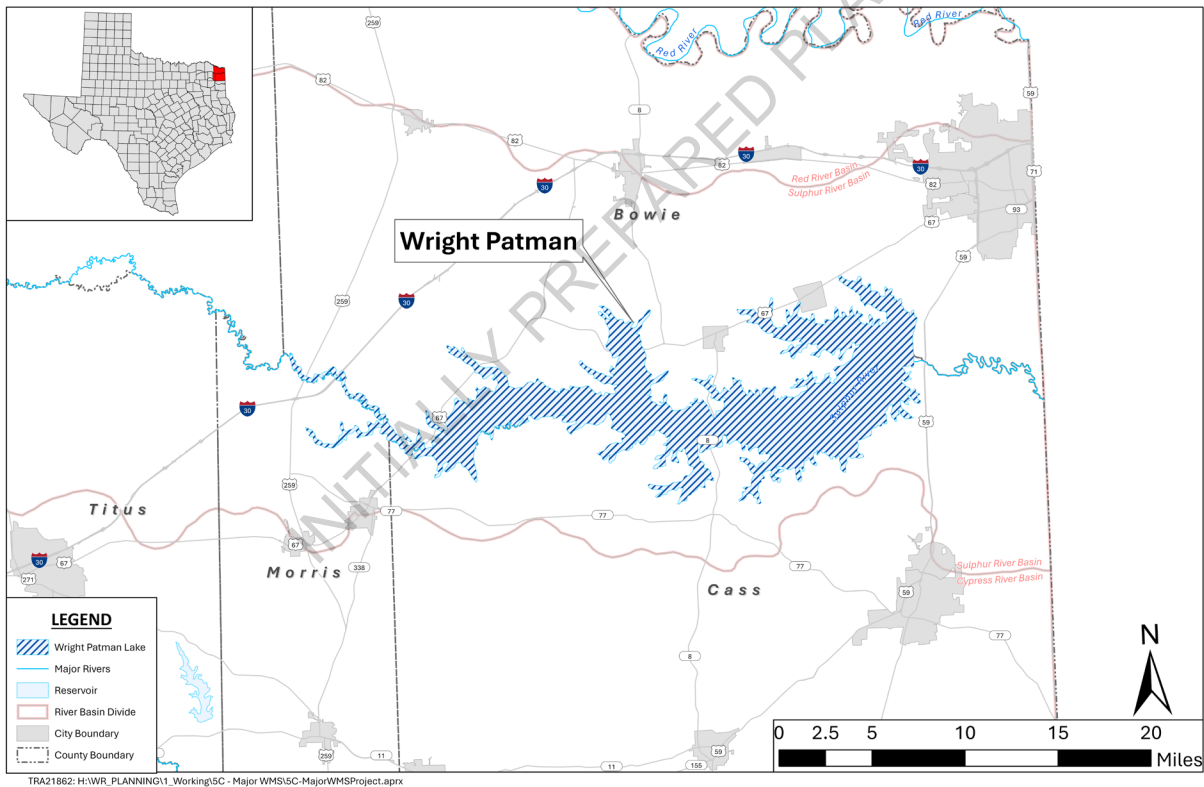 259
Red River
Red River
82
8
59
82
30
82
30
Red River Basin
Sulphur River Basin
30
82
71
30
93
Bowie
67
Wright Patman
59
INITIALLY PREPARED PLA
259
30
67
Sulphur River
30
67
59
8
259
Titus
77
77
67
30
67
271
Morris
338
Cass
77
Sulphur River Basin
Cypress River Basin
59
77
8
LEGEND
Wright Patman Lake
Major Rivers
Reservoir
River Basin Divide
City Boundary
County Boundary
259
11
11
59
155
N
0 2.5 5 10 15 20
Miles
TRA21862: H:\WR_PLANNING\1_Working\5C - Major WMS\5C-MajorWMSProject.aprx